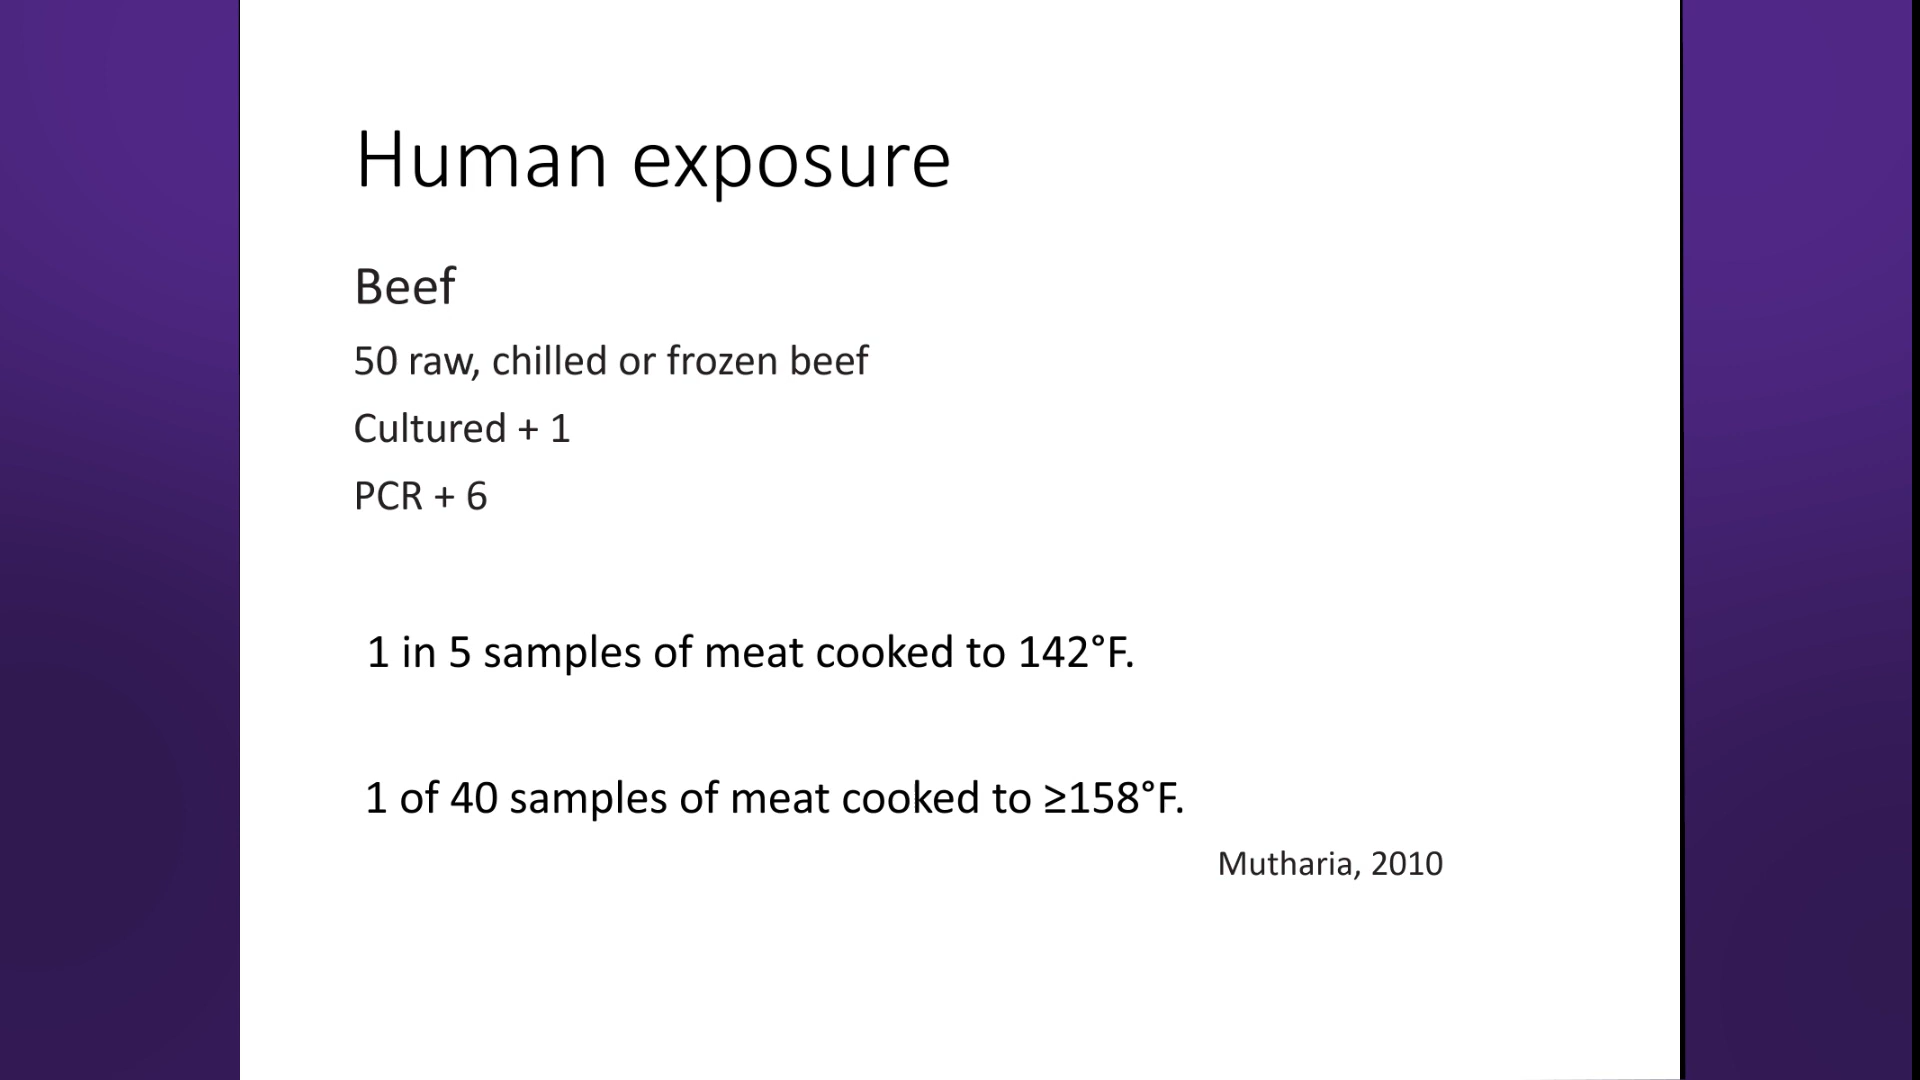 Human exposure
Beef
50 raw, chilled or frozen beef
Cultured + 1
PCR + 6
1 in 5 samples of meat cooked to 142°F.
1 of 40 samples of meat cooked to ≥158°F.
Mutharia, 2010